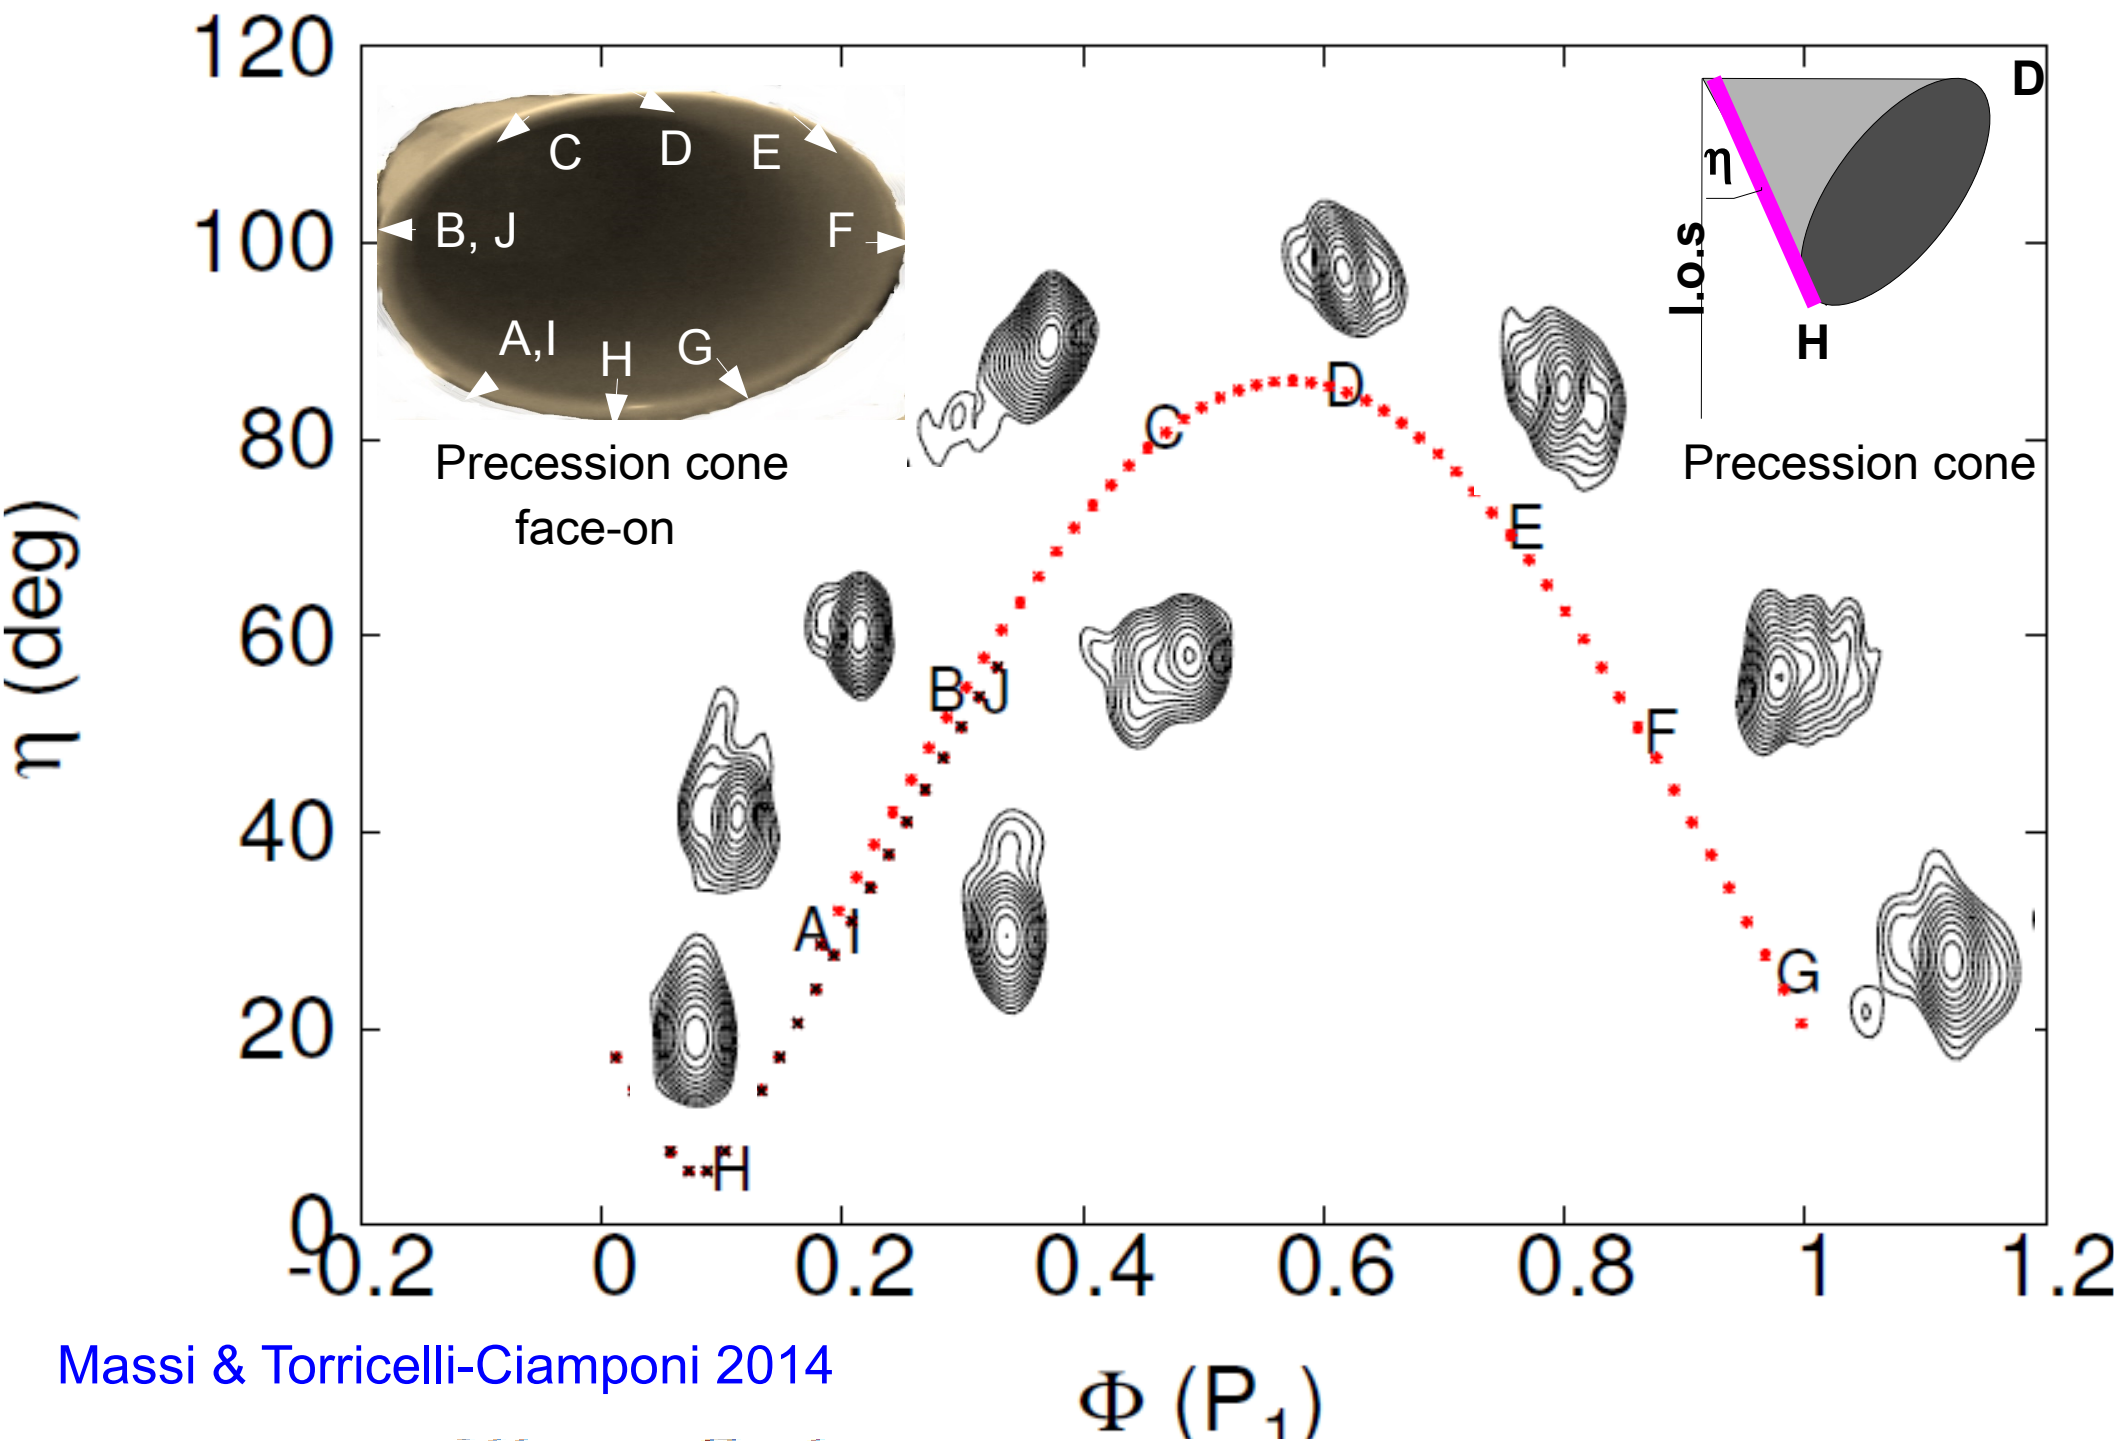 120
100
80
60
40
20
0
-0.2
0
0.2
0.4
0.6
0.8
1
1.2
η (deg)
Φ (P₁)
C
D
E
B, J
F
A,I
H
G
Precession cone
face-on
D
η
l.o.s
H
Precession cone
C
D
E
B
J
F
A
I
G
H
Massi & Torricelli-Ciamponi 2014